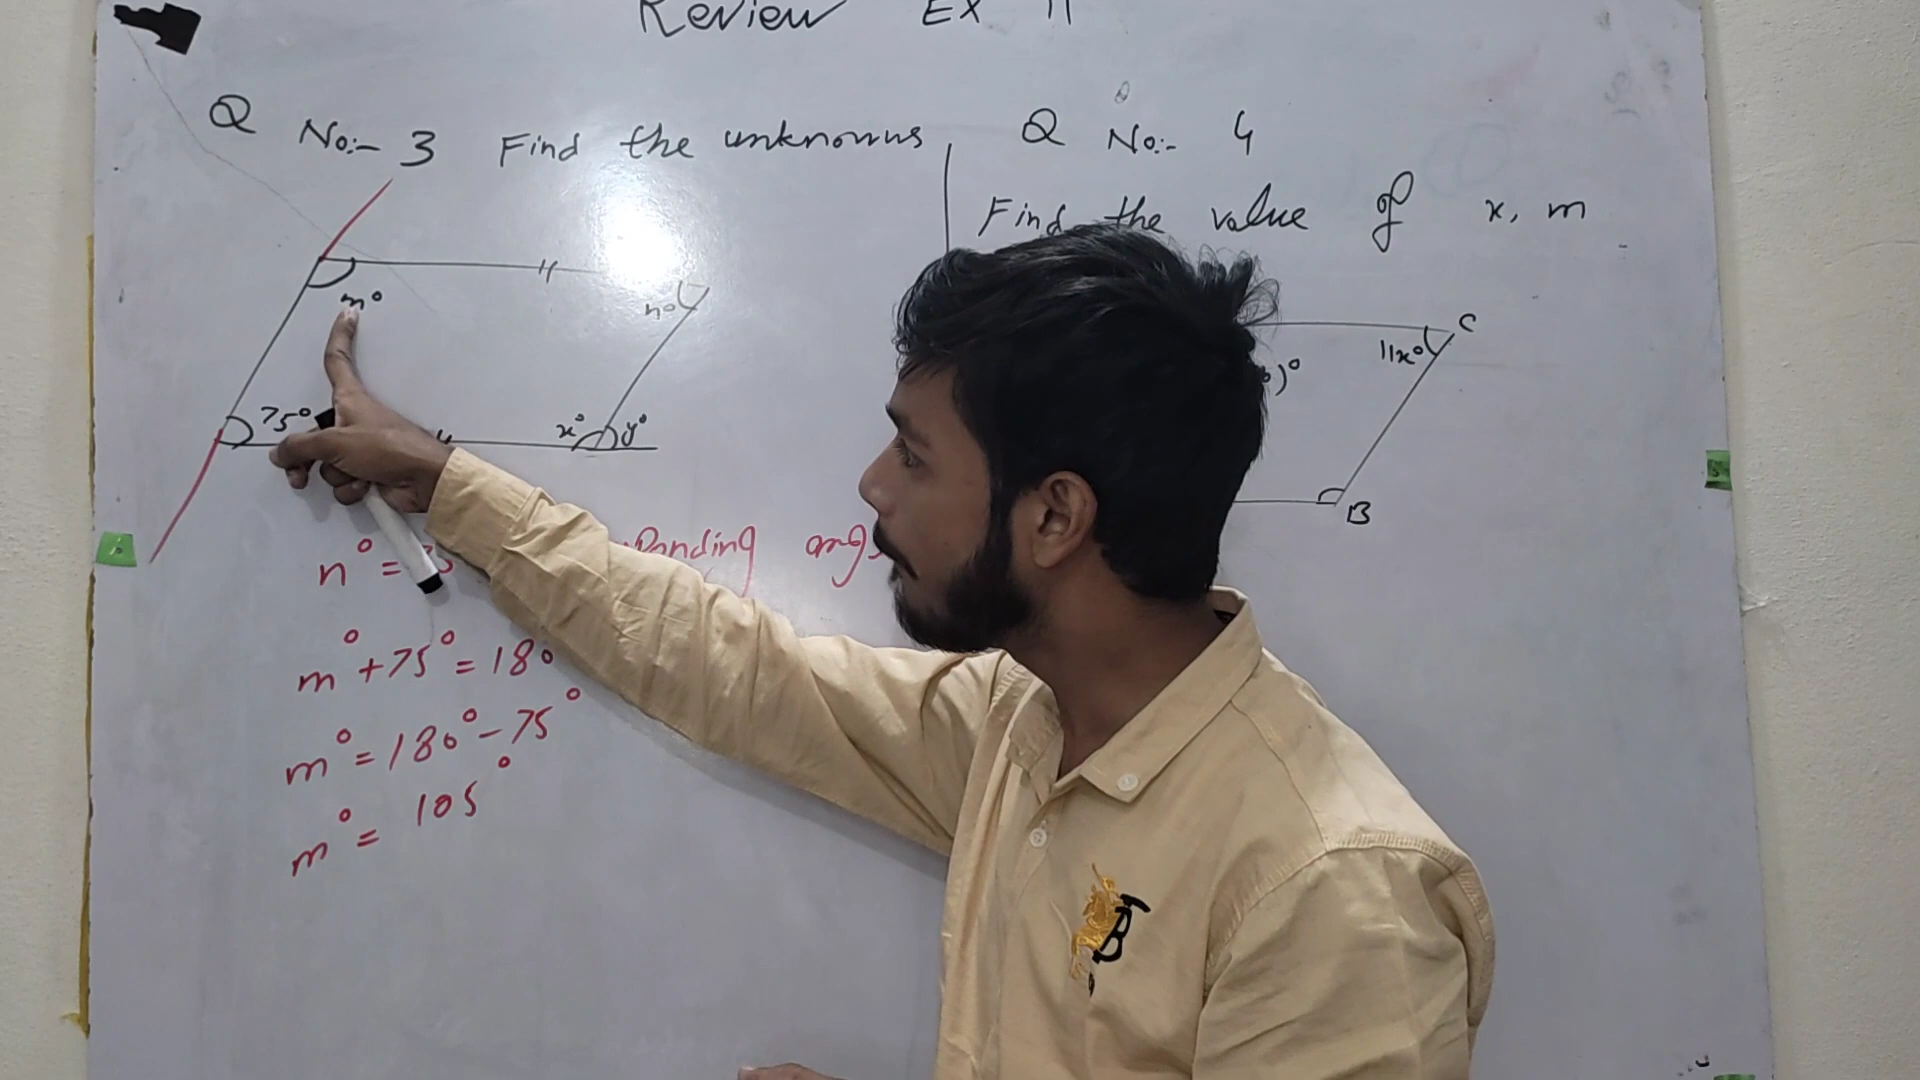 Review Ex 11
Q No:- 3 Find the unknowns
m°
n°
75°
x° y°
n° =
m° + 75° = 180
m° = 180° - 75°
m° = 105°
Q No:- 4
Find the value of x, m
C
11x°
)°
B